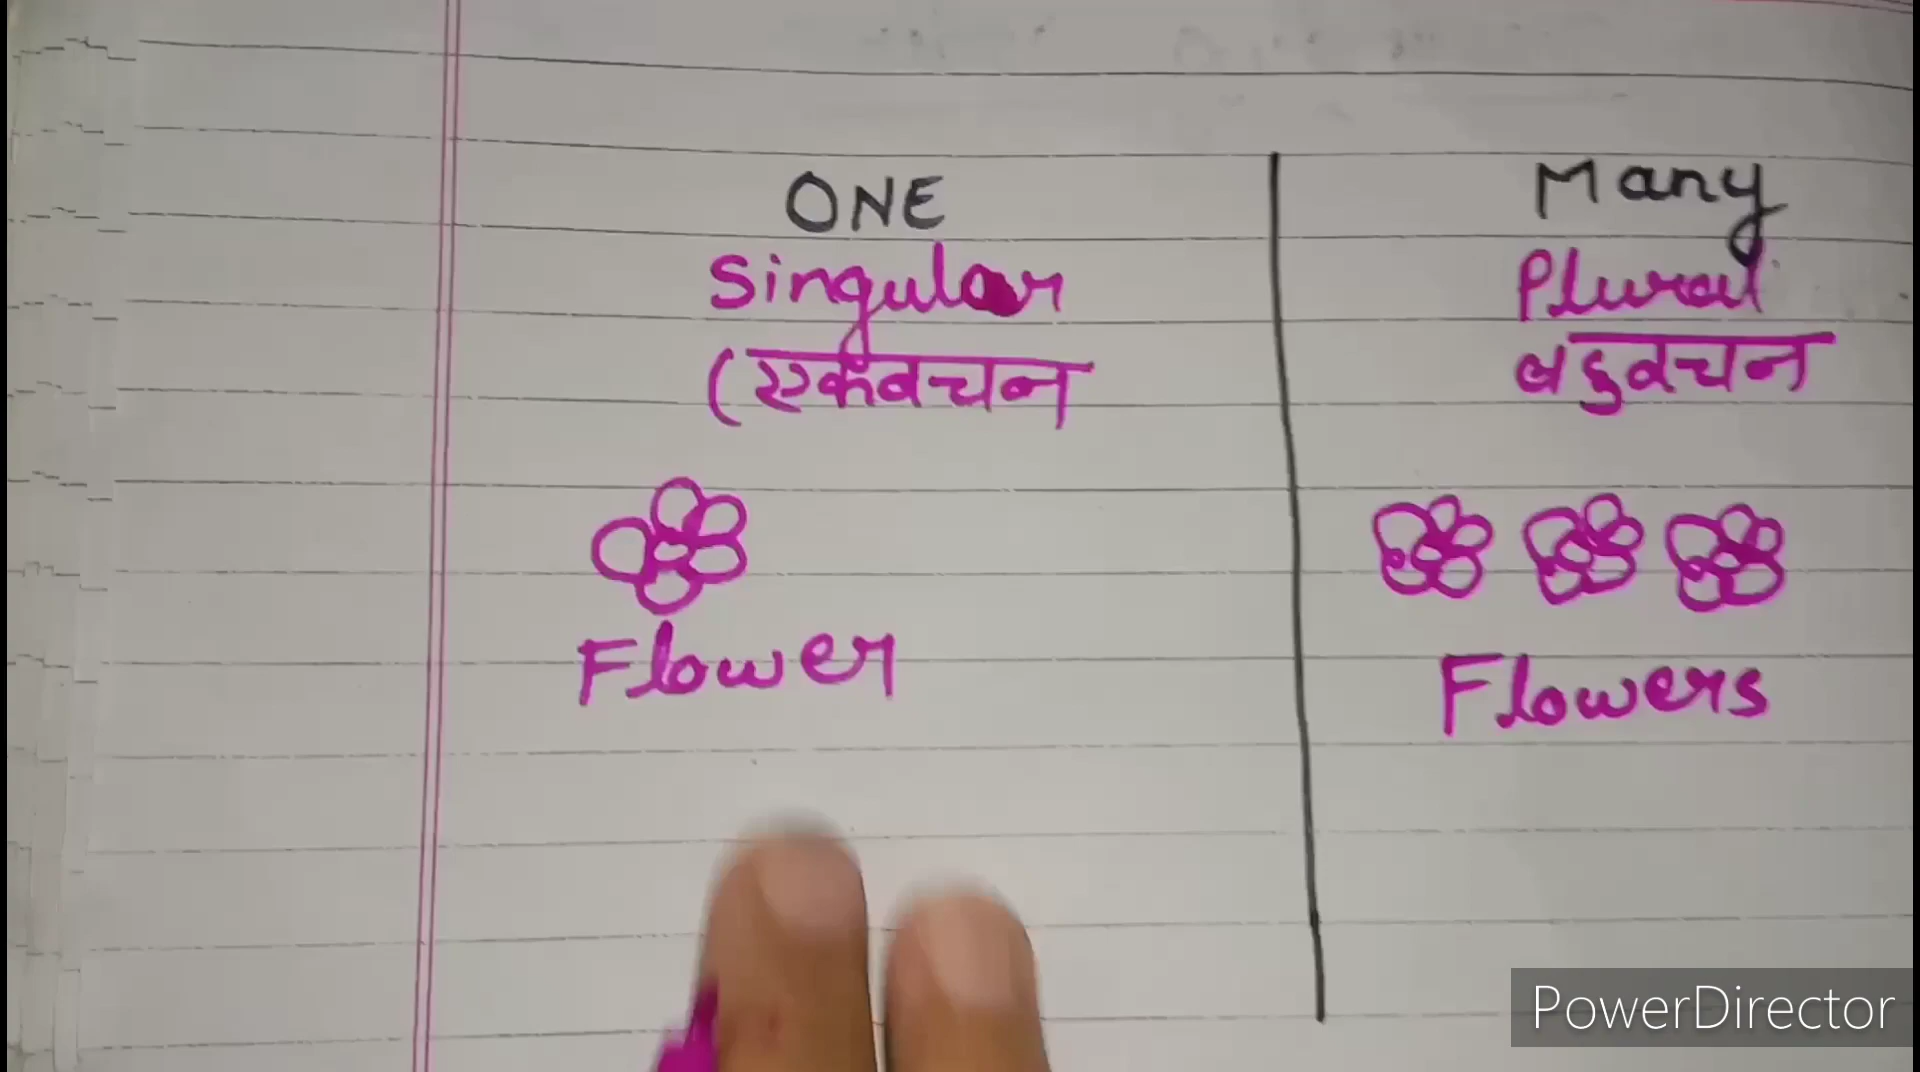 ONE
Singular
(एकवचन
Flower
Many
Plural
बहुवचन
Flowers
PowerDirector